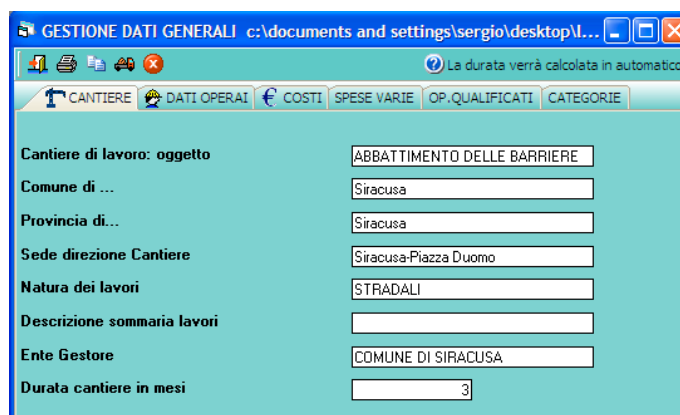 GESTIONE DATI GENERALI c:\documents and settings\sergio\desktop\l...
La durata verrà calcolata in automatico
CANTIERE DATI OPERAI € COSTI SPESE VARIE OP.QUALIFICATI CATEGORIE
Cantiere di lavoro: oggetto ABBATTIMENTO DELLE BARRIERE
Comune di ... Siracusa
Provincia di... Siracusa
Sede direzione Cantiere Siracusa-Piazza Duomo
Natura dei lavori STRADALI
Descrizione sommaria lavori
Ente Gestore COMUNE DI SIRACUSA
Durata cantiere in mesi 3